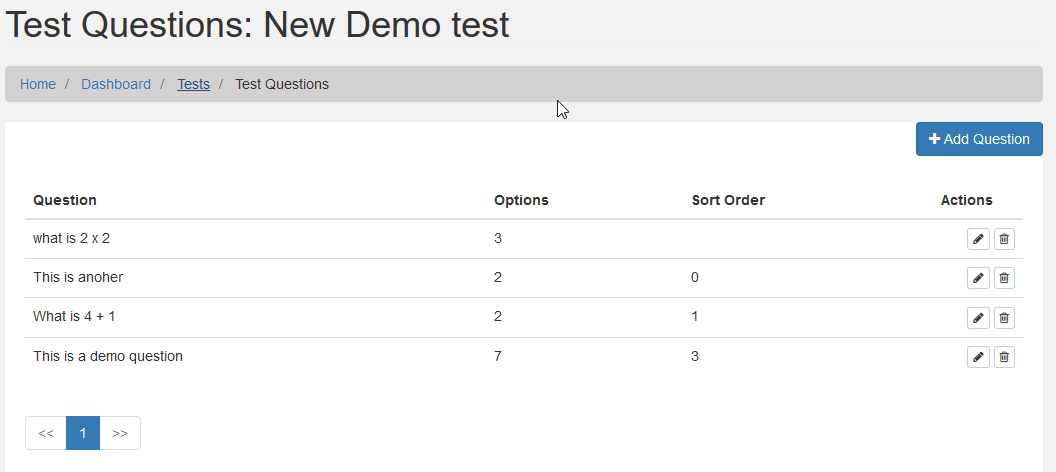 Test Questions: New Demo test
Home / Dashboard / Tests / Test Questions
Add Question
Question Options Sort Order Actions
what is 2 x 2 3
This is anoher 2 0
What is 4 + 1 2 1
This is a demo question 7 3
<< 1 >>